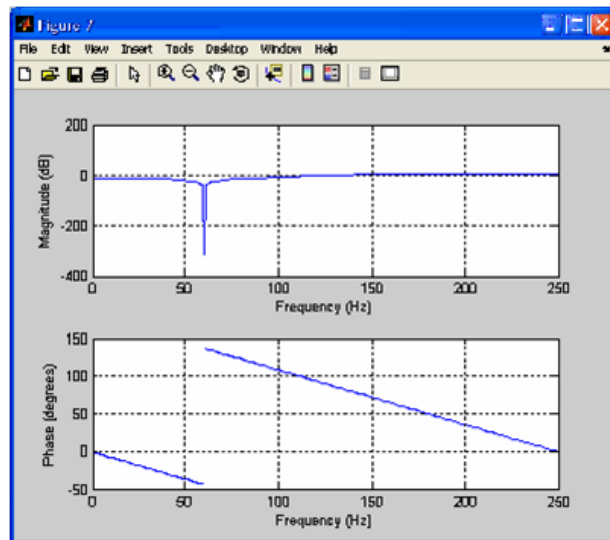 Figure 7
File Edit View Insert Tools Desktop Window Help
200
0
-200
-400
Magnitude (dB)
0 50 100 150 200 250
Frequency (Hz)
150
100
50
0
-50
Phase (degrees)
0 50 100 150 200 250
Frequency (Hz)